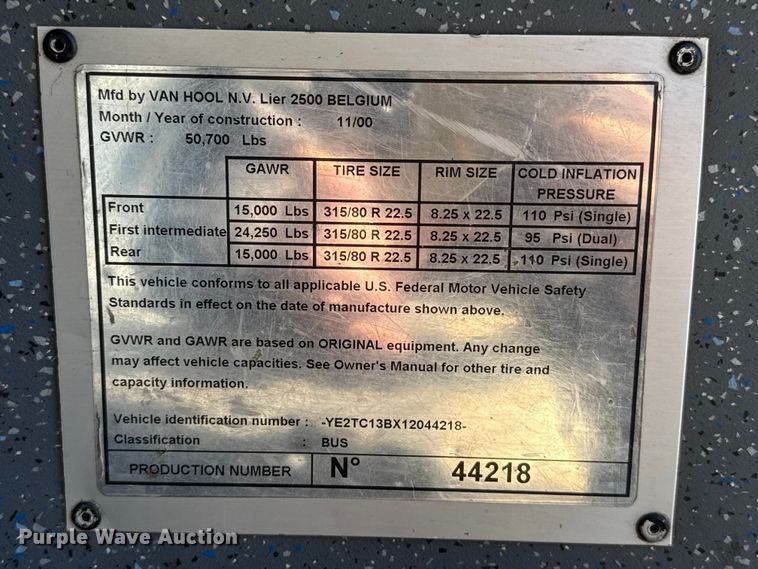 Mfd by VAN HOOL N.V. Lier 2500 BELGIUM
Month / Year of construction : 11/00
GVWR : 50,700 Lbs
GAWR TIRE SIZE RIM SIZE COLD INFLATION PRESSURE
Front 15,000 Lbs 315/80 R 22.5 8.25 x 22.5 110 Psi (Single)
First intermediate 24,250 Lbs 315/80 R 22.5 8.25 x 22.5 95 Psi (Dual)
Rear 15,000 Lbs 315/80 R 22.5 8.25 x 22.5 110 Psi (Single)
This vehicle conforms to all applicable U.S. Federal Motor Vehicle Safety
Standards in effect on the date of manufacture shown above.
GVWR and GAWR are based on ORIGINAL equipment. Any change
may affect vehicle capacities. See Owner's Manual for other tire and
capacity information.
Vehicle identification number : -YE2TC13BX12044218-
Classification : BUS
PRODUCTION NUMBER N° 44218
Purple Wave Auction